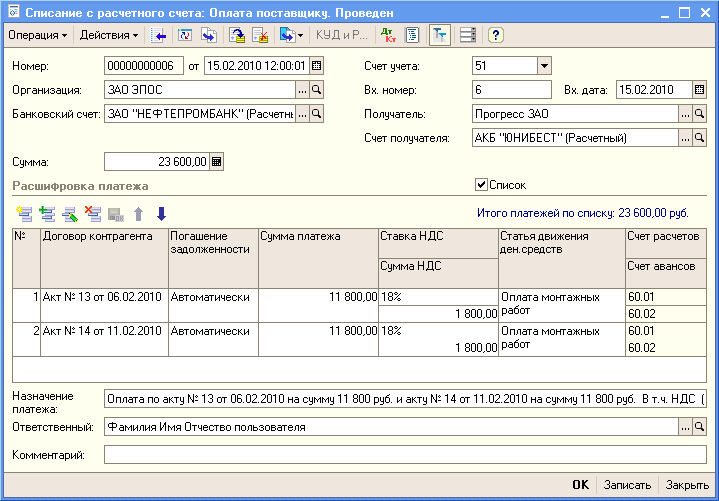 Списание с расчетного счета: Оплата поставщику. Проведен
Операция Действия КУД и Р... Дт Кт
Номер: 00000000006 от 15.02.2010 12:00:01 Счет учета: 51
Организация: ЗАО ЭПОС Вх. номер: 6 Вх. дата: 15.02.2010
Банковский счет: ЗАО "НЕФТЕПРОМБАНК" (Расчетны Получатель: Прогресс ЗАО
Счет получателя: АКБ "ЮНИБЕСТ" (Расчетный)
Сумма: 23 600,00
Расшифровка платежа Список
Итого платежей по списку: 23 600,00 руб.
№ Договор контрагента Погашение задолженности Сумма платежа Ставка НДС Статья движения ден.средств Счет расчетов
Сумма НДС Счет авансов
1 Акт № 13 от 06.02.2010 Автоматически 11 800,00 18% Оплата монтажных работ 60.01
1 800,00 60.02
2 Акт № 14 от 11.02.2010 Автоматически 11 800,00 18% Оплата монтажных работ 60.01
1 800,00 60.02
Назначение платежа: Оплата по акту № 13 от 06.02.2010 на сумму 11 800 руб. и акту № 14 от 11.02.2010 на сумму 11 800 руб. В т.ч. НДС (
Ответственный: Фамилия Имя Отчество пользователя
Комментарий:
OK Записать Закрыть